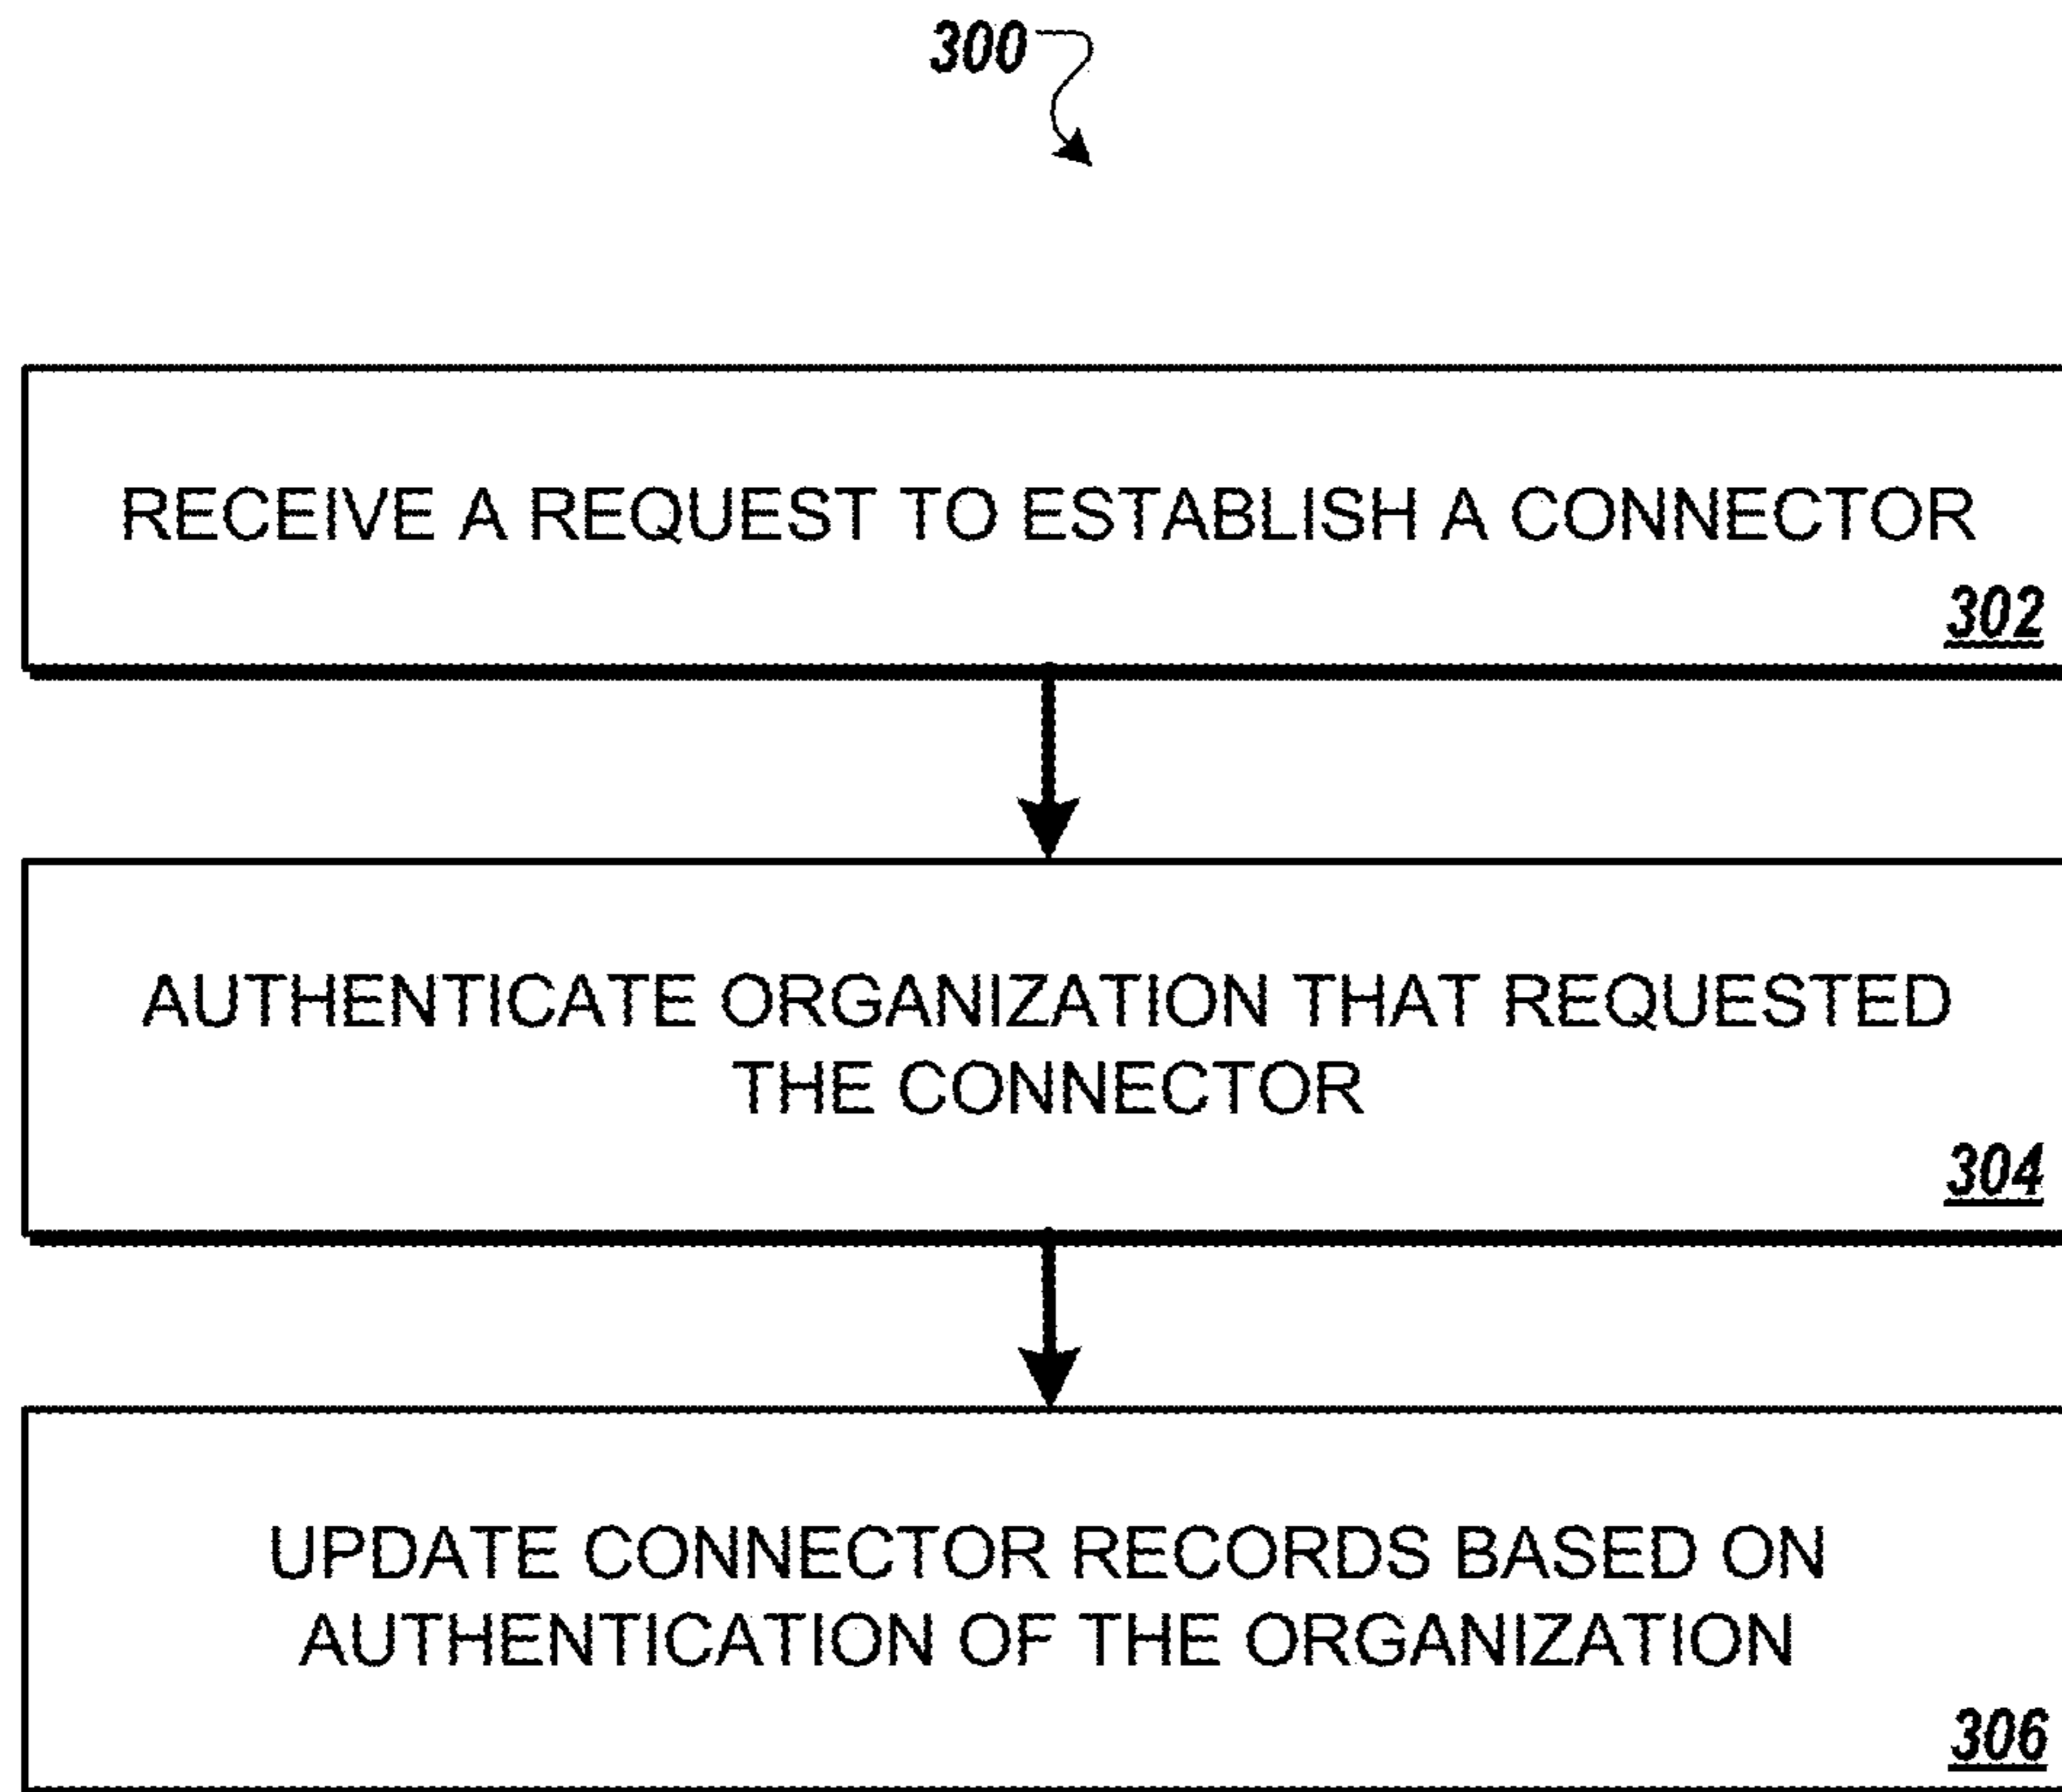 300
RECEIVE A REQUEST TO ESTABLISH A CONNECTOR
302
AUTHENTICATE ORGANIZATION THAT REQUESTED
THE CONNECTOR
304
UPDATE CONNECTOR RECORDS BASED ON
AUTHENTICATION OF THE ORGANIZATION
306